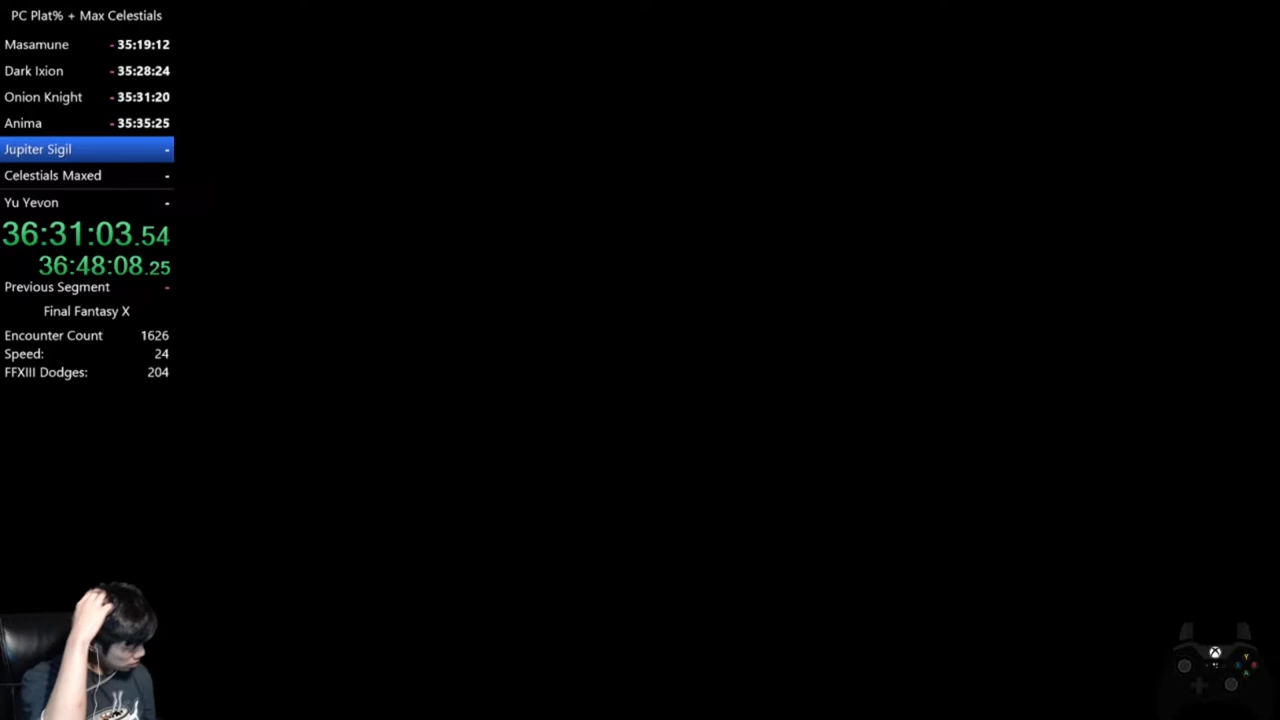 PC Plat% + Max Celestials
Masamune - 35:19:12
Dark Ixion - 35:28:24
Onion Knight - 35:31:20
Anima - 35:35:25
Jupiter Sigil -
Celestials Maxed -
Yu Yevon -
36:31:03.54
36:48:08.25
Previous Segment -
Final Fantasy X
Encounter Count 1626
Speed: 24
FFXIII Dodges: 204
Y
X
B
A